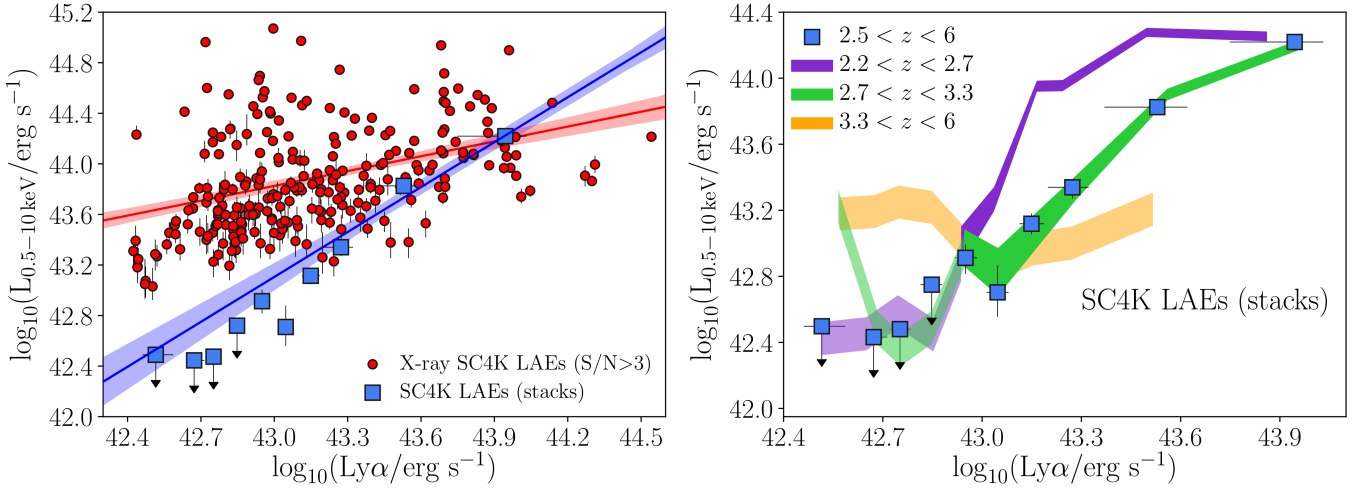 45.2
44.8
44.4
44.0
43.6
43.2
42.8
42.4
42.0
log₁₀(L₀.₅₋₁₀ keV/erg s⁻¹)
X-ray SC4K LAEs (S/N>3)
SC4K LAEs (stacks)
42.4 42.7 43.0 43.3 43.6 43.9 44.2 44.5
log₁₀(Lyα/erg s⁻¹)
44.4
44.0
43.6
43.2
42.8
42.4
42.0
log₁₀(L₀.₅₋₁₀ keV/erg s⁻¹)
2.5 < z < 6
2.2 < z < 2.7
2.7 < z < 3.3
3.3 < z < 6
SC4K LAEs (stacks)
42.4 42.7 43.0 43.3 43.6 43.9
log₁₀(Lyα/erg s⁻¹)